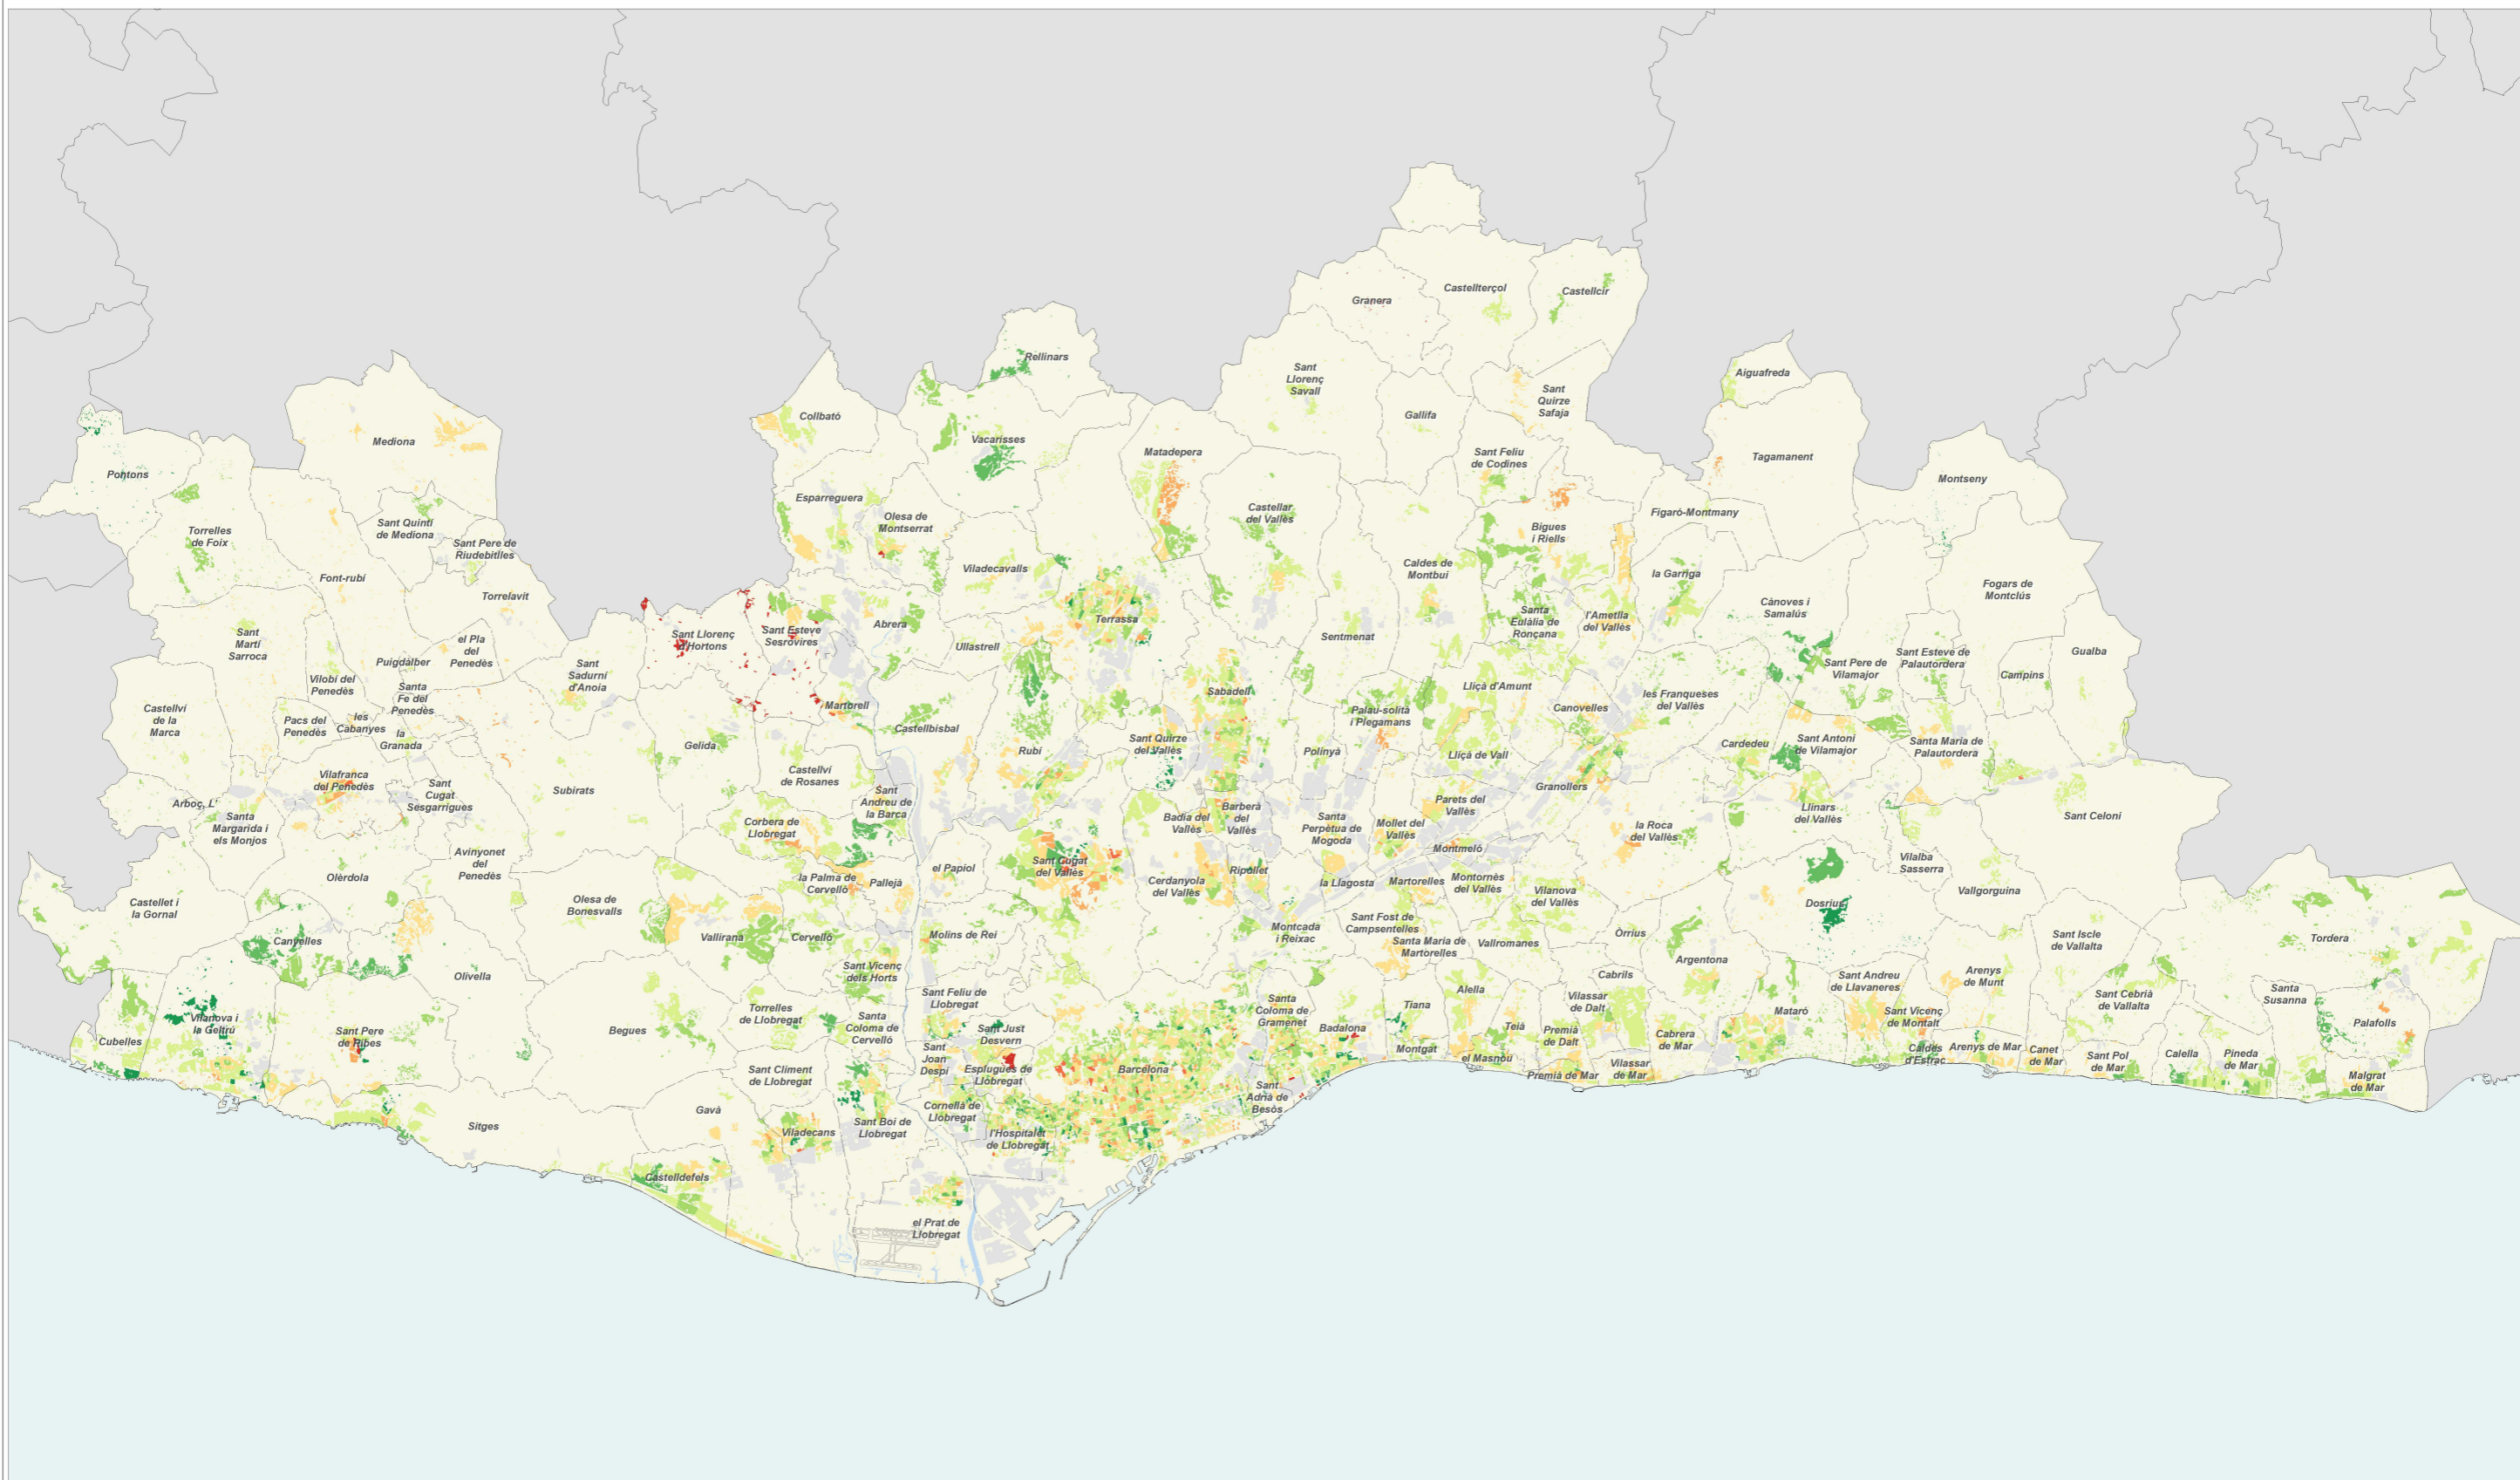 Granera
Castellterçol
Castellcir
Rellinars
Sant
Llorenç
Savall
Aiguafreda
Sant
Quirze
Safaja
Collbató
Gallifa
Mediona
Vacarisses
Matadepera
Sant Feliu
de Codines
Tagamanent
Pontons
Montseny
Esparreguera
Olesa de
Montserrat
Castellar
del Vallès
Figaró-Montmany
Torrelles
de Foix
Sant Quintí
de Mediona
Sant Pere de
Riudebitlles
Bigues
i Riells
Font-rubí
Viladecavalls
Caldes de
Montbui
la Garriga
Fogars de
Montclús
Torrelavit
Cànoves i
Samalús
Sant
Martí
Sarroca
el Pla
del
Penedès
Sant Llorenç
d'Hortons
Sant Esteve
Sesrovires
Abrera
Terrassa
Sentmenat
Santa
Eulàlia de
Ronçana
l'Ametlla
del Vallès
Ullastrell
Puigdàlber
Sant
Sadurní
d'Anoia
Sant Pere de
Vilamajor
Sant Esteve de
Palautordera
Campins
Gualba
Vilobí del
Penedès
Santa
Fe del
Penedès
Sabadell
Lliçà d'Amunt
les Franqueses
del Vallès
Castellví
de la
Marca
Pacs del
Penedès
les
Cabanyes
la
Granada
Martorell
Castellbisbal
Palau-solità
i Plegamans
Canovelles
Gelida
Rubí
Sant Quirze
del Vallès
Polinyà
Lliçà de Vall
Cardedeu
Sant Antoni
de Vilamajor
Santa Maria de
Palautordera
Vilafranca
del Penedès
Sant
Cugat
Sesgarrigues
Subirats
Castellví
de Rosanes
Granollers
Arboç, L'
Santa
Margarida i
els Monjos
Sant
Andreu de
la Barca
Corbera de
Llobregat
Badia del
Vallès
Barberà
del
Vallès
Santa
Perpètua de
Mogoda
Mollet del
Vallès
Parets del
Vallès
la Roca
del Vallès
Llinars
del Vallès
Sant Celoni
Montmeló
Avinyonet
del
Penedès
Olèrdola
la Palma de
Cervelló
Pallejà
el Papiol
Sant Cugat
del Vallès
Cerdanyola
del Vallès
Ripollet
la Llagosta
Martorelles
Montornès
del Vallès
Vilanova
del Vallès
Vilalba
Sasserra
Vallgorguina
Castellet i
la Gornal
Olesa de
Bonesvalls
Dosrius
Canyelles
Vallirana
Cervelló
Molins de Rei
Montcada
i Reixac
Sant Fost de
Campsentelles
Santa Maria de
Martorelles
Vallromanes
Òrrius
Argentona
Sant Iscle
de Vallalta
Tordera
Olivella
Sant Vicenç
dels Horts
Cabrils
Sant Andreu
de Llavaneres
Arenys
de Munt
Sant Feliu de
Llobregat
Alella
Vilassar
de Dalt
Mataró
Sant Vicenç
de Montalt
Sant Cebrià
de Vallalta
Santa
Susanna
Palafolls
Vilanova i
la Geltrú
Sant Pere
de Ribes
Cubelles
Begues
Torrelles
de Llobregat
Santa
Coloma de
Cervelló
Sant Just
Desvern
Santa
Coloma de
Gramenet
Badalona
Tiana
Teià
Premià
de Dalt
Cabrera
de Mar
Montgat
el Masnou
Premià de Mar
Vilassar
de Mar
Caldes
d'Estrac
Arenys de Mar
Canet
de Mar
Sant Pol
de Mar
Calella
Pineda
de Mar
Malgrat
de Mar
Sant
Joan
Despí
Esplugues de
Llobregat
Barcelona
Sant
Adrià de
Besòs
Sant Climent
de Llobregat
Gavà
Sitges
Viladecans
Sant Boi de
Llobregat
Cornellà de
Llobregat
l'Hospitalet
de Llobregat
Castelldefels
el Prat de
Llobregat